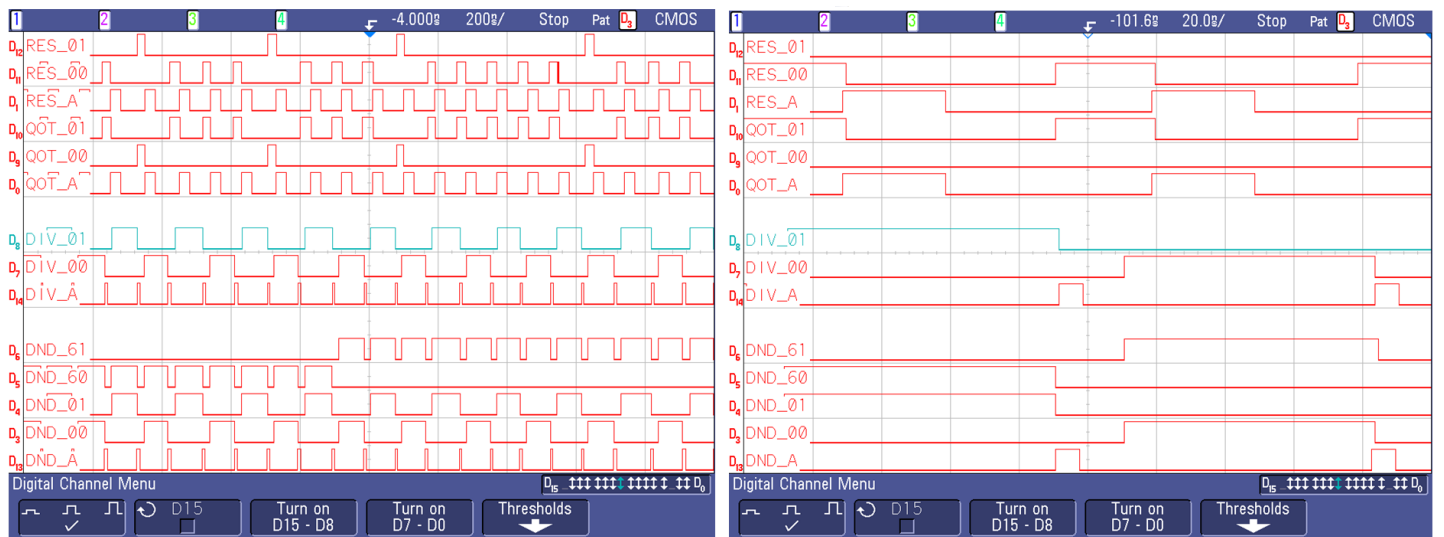 1 2 3 4 -4.000s 200s/ Stop Pat D3 CMOS
D12 RES_01
D11 RES_00
D1 RES_A
D10 QOT_01
D9 QOT_00
D0 QOT_A
D8 DIV_01
D7 DIV_00
D14 DIV_A
D6 DND_61
D5 DND_60
D4 DND_01
D3 DND_00
D13 DND_A
Digital Channel Menu D15 D0
D15
Turn on
D15 - D8
Turn on
D7 - D0
Thresholds
1 2 3 4 -101.6s 20.0s/ Stop Pat D3 CMOS
D12 RES_01
D11 RES_00
D1 RES_A
D10 QOT_01
D9 QOT_00
D0 QOT_A
D8 DIV_01
D7 DIV_00
D14 DIV_A
D6 DND_61
D5 DND_60
D4 DND_01
D3 DND_00
D13 DND_A
Digital Channel Menu D15 D0
D15
Turn on
D15 - D8
Turn on
D7 - D0
Thresholds